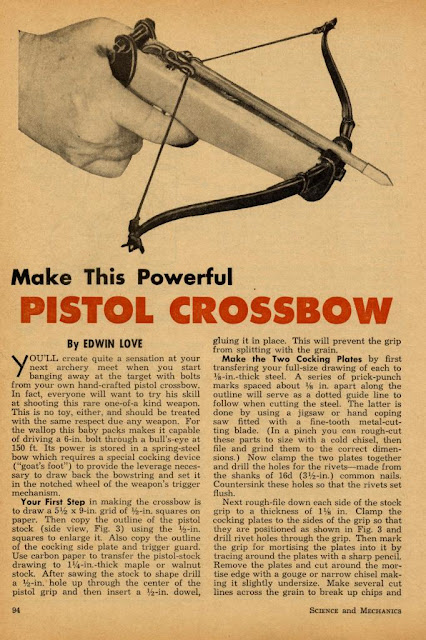 Make This Powerful
PISTOL CROSSBOW
By EDWIN LOVE
YOU'LL create quite a sensation at your
next archery meet when you start
banging away at the target with bolts
from your own hand-crafted pistol crossbow.
In fact, everyone will want to try his skill
at shooting this rare one-of-a kind weapon.
(This is no toy, either, and should be treated
with the same respect due any weapon. For
the wallop this baby packs makes it capable
of driving a 6-in. bolt through a bull's-eye at
150 ft. Its power is stored in a spring-steel
bow which requires a special cocking device
("goat's foot") to provide the leverage neces-
sary to draw back the bowstring and set it
in the notched wheel of the weapon's trigger
mechanism.
Your First Step in making the crossbow is
to draw a 5½ x 9-in. grid of ½-in. squares on
paper. Then copy the outline of the pistol
stock (side view, Fig. 3) using the ½-in.
squares to enlarge it. Also copy the outline
of the cocking side plate and trigger guard.
Use carbon paper to transfer the pistol-stock
drawing to 1¼-in.-thick maple or walnut
stock. After sawing the stock to shape drill
a ½-in. hole up through the center of the
pistol grip and then insert a ½-in. dowel,
94
gluing it in place. This will prevent the grip
from splitting with the grain.
Make the Two Cocking Plates by first
transfering your full-size drawing of each to
⅛-in.-thick steel. A series of prick-punch
marks spaced about ⅛ in. apart along the
outline will serve as a dotted guide line to
follow when cutting the steel. The latter is
done by using a jigsaw or hand coping
saw fitted with a fine-tooth metal-cut-
ting blade. (In a pinch you can rough-cut
these parts to size with a cold chisel, then
file and grind to the correct dimen-
sions.) Now clamp the two plates together
and drill the holes for the rivets—made from
the shanks of 16d (3½-in.) common nails.
Countersink these holes so that the rivets set
flush.
Next rough-file down each side of the stock
grip to a thickness of 1⅛ in. Clamp the
cocking plates to the sides of the grip so that
they are positioned as shown in Fig. 3 and
drill rivet holes through the grip. Then mark
the grip for mortising the plates into it by
tracing around the plates with a sharp pencil.
Remove the plates and cut around the mor-
tise edge with a gouge or narrow chisel mak-
ing it slightly undersize. Make several cut
lines across the grain to break up chips and
SCIENCE and MECHANICS